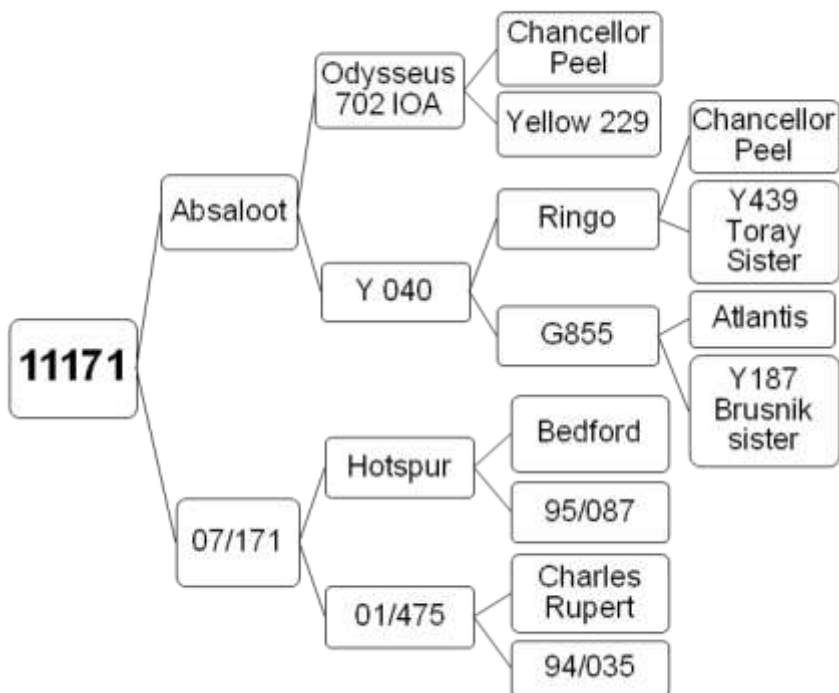 Chancellor
Peel
Odysseus
702 IOA
Yellow 229
Chancellor
Peel
Absaloot
Ringo
Y439
Toray
Sister
Y 040
G855
Atlantis
11171
Y187
Brusnik
sister
Bedford
Hotspur
95/087
07/171
Charles
Rupert
01/475
94/035